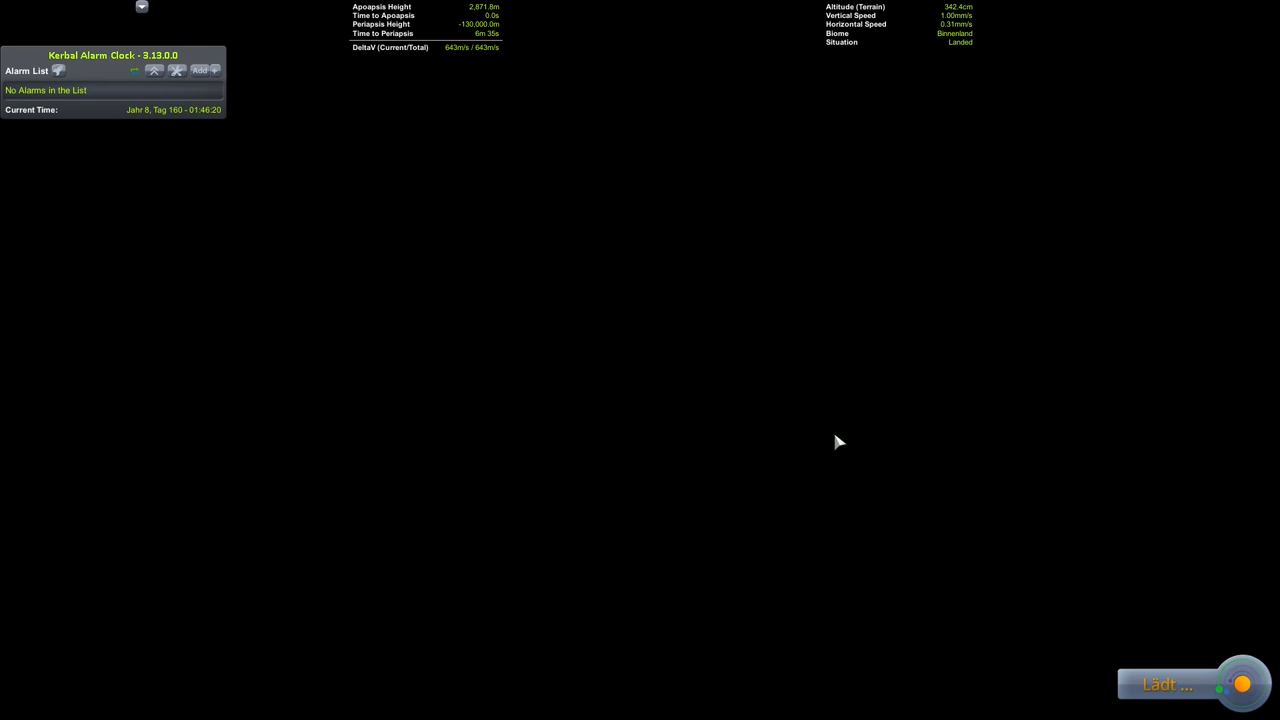 Apoapsis Height 2,871.8m
Time to Apoapsis 0.0s
Periapsis Height -130,000.0m
Time to Periapsis 6m 35s
DeltaV (Current/Total) 643m/s / 643m/s
Altitude (Terrain) 342.4cm
Vertical Speed 1.00mm/s
Horizontal Speed 0.31mm/s
Biome Binnenland
Situation Landed
Kerbal Alarm Clock - 3.13.0.0
Alarm List Add +
No Alarms in the List
Current Time: Jahr 8, Tag 160 - 01:46:20
Lädt ...